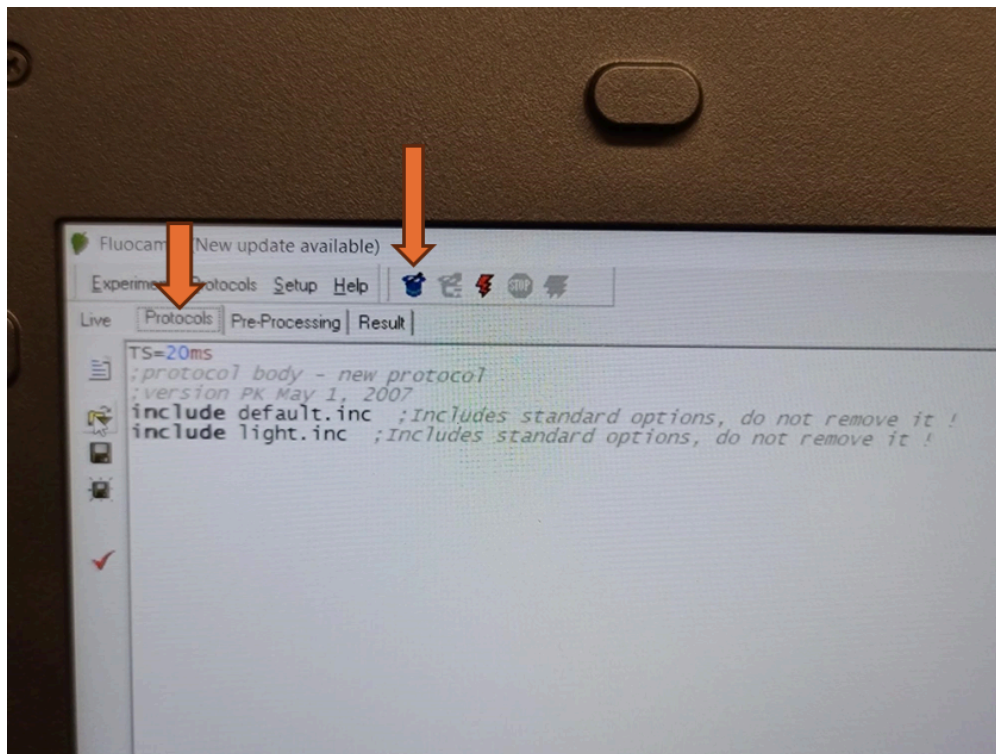 Fluocam (New update available)
Experime Protocols Setup Help STOP
Live Protocols Pre-Processing Result
TS=20ms
;protocol body - new protocol
;version PK May 1, 2007
include default.inc ;Includes standard options, do not remove it !
include light.inc ;Includes standard options, do not remove it !